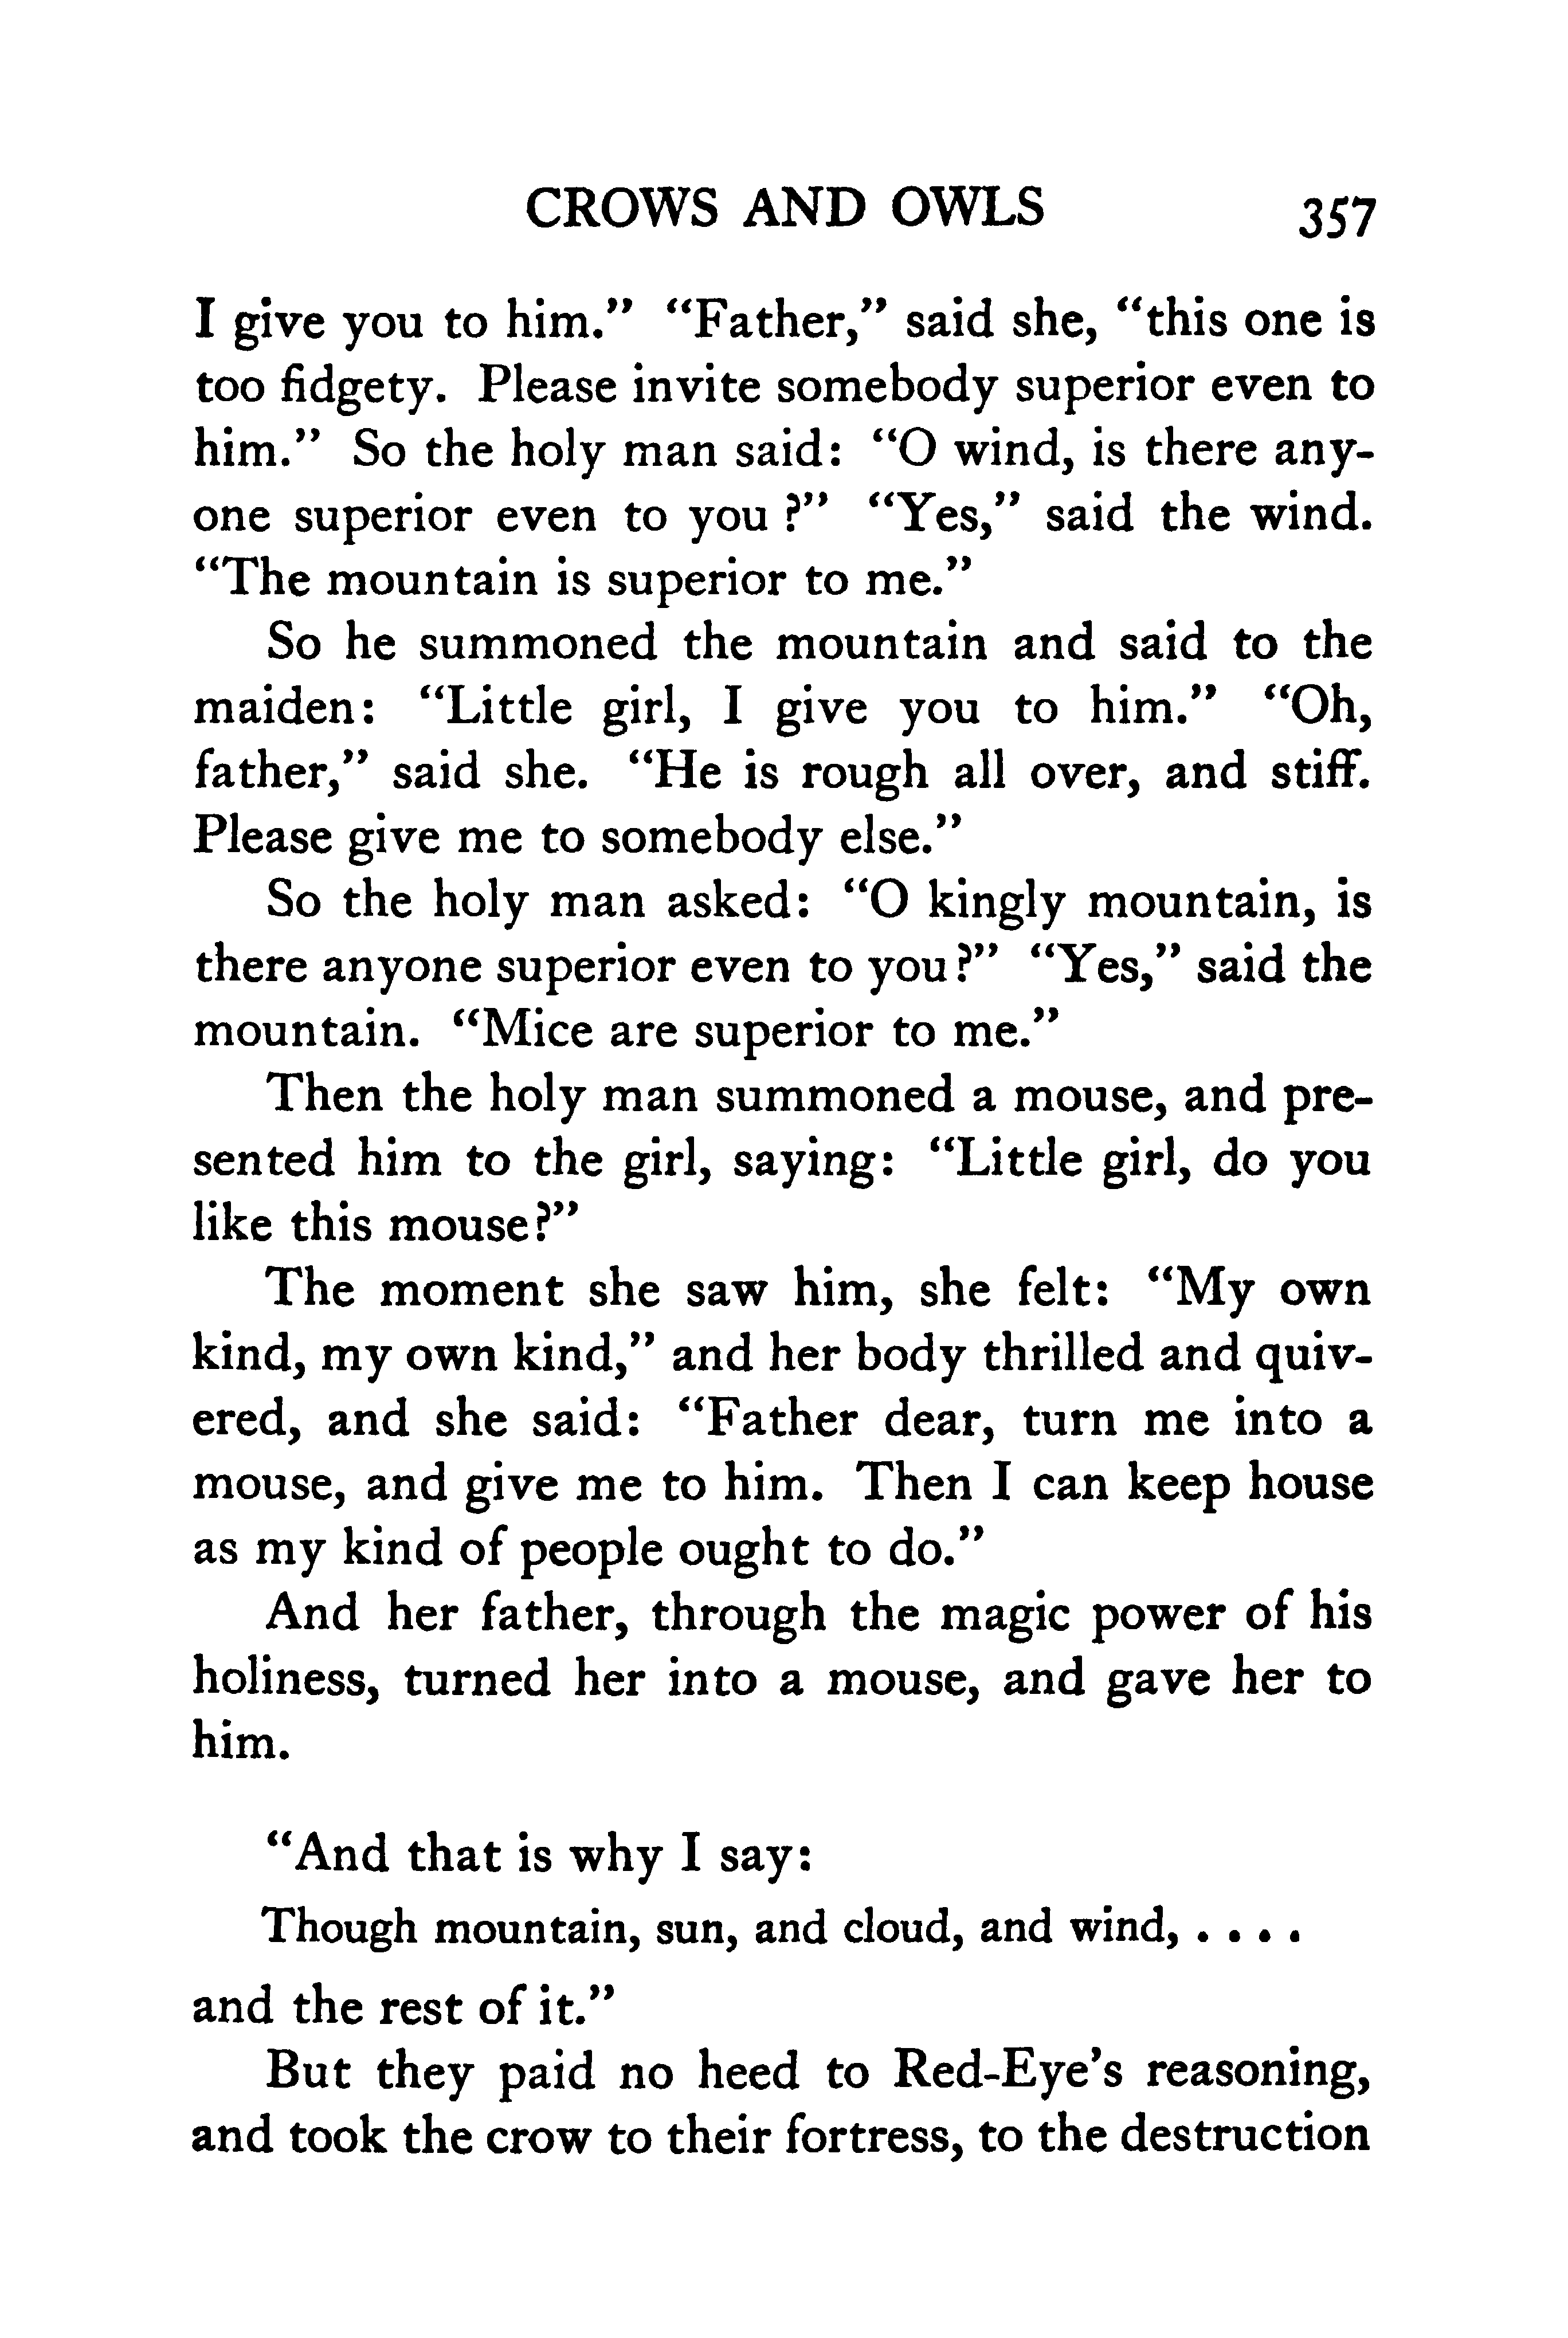 CROWS AND OWLS 357
I give you to him.” “Father,” said she, “this one is
too fidgety. Please invite somebody superior even to
him.” So the holy man said: “O wind, is there any-
one superior even to you ?” “Yes,” said the wind.
“The mountain is superior to me.”
So he summoned the mountain and said to the
maiden: “Little girl, I give you to him.” “Oh,
father,” said she. “He is rough all over, and stiff.
Please give me to somebody else.”
So the holy man asked: “O kingly mountain, is
there anyone superior even to you?” “Yes,” said the
mountain. “Mice are superior to me.”
Then the holy man summoned a mouse, and pre-
sented him to the girl, saying: “Little girl, do you
like this mouse?”
The moment she saw him, she felt: “My own
kind, my own kind,” and her body thrilled and quiv-
ered, and she said: “Father dear, turn me into a
mouse, and give me to him. Then I can keep house
as my kind of people ought to do.”
And her father, through the magic power of his
holiness, turned her into a mouse, and gave her to
him.
“And that is why I say:
Though mountain, sun, and cloud, and wind, . . . .
and the rest of it.”
But they paid no heed to Red-Eye’s reasoning,
and took the crow to their fortress, to the destruction